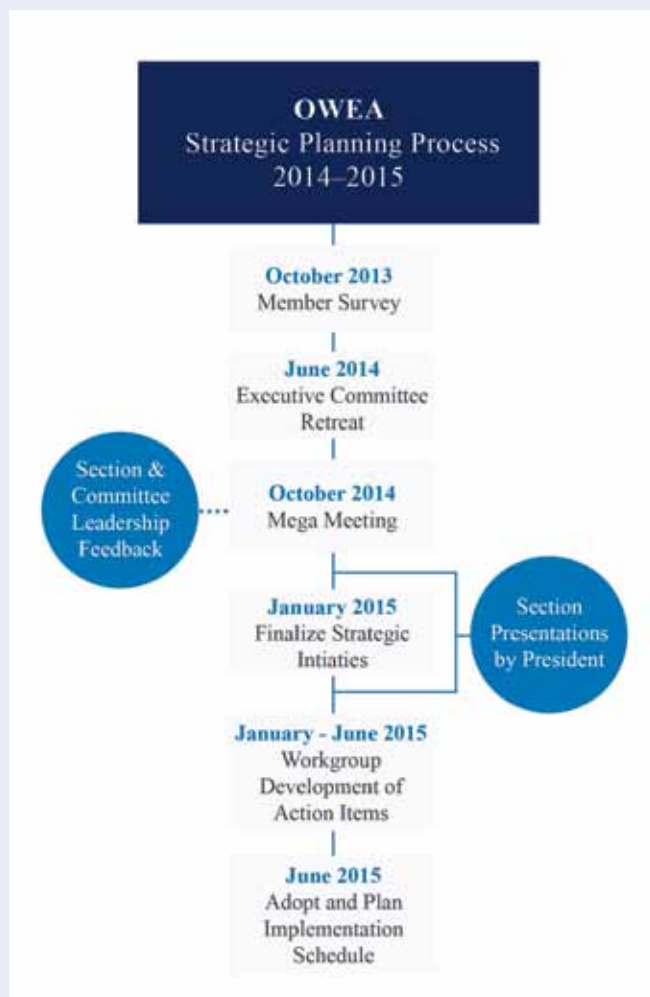 OWEA
Strategic Planning Process
2014–2015
October 2013
Member Survey
June 2014
Executive Committee
Retreat
Section &
Committee
Leadership
Feedback
October 2014
Mega Meeting
January 2015
Finalize Strategic
Intiaties
Section
Presentations
by President
January - June 2015
Workgroup
Development of
Action Items
June 2015
Adopt and Plan
Implementation
Schedule